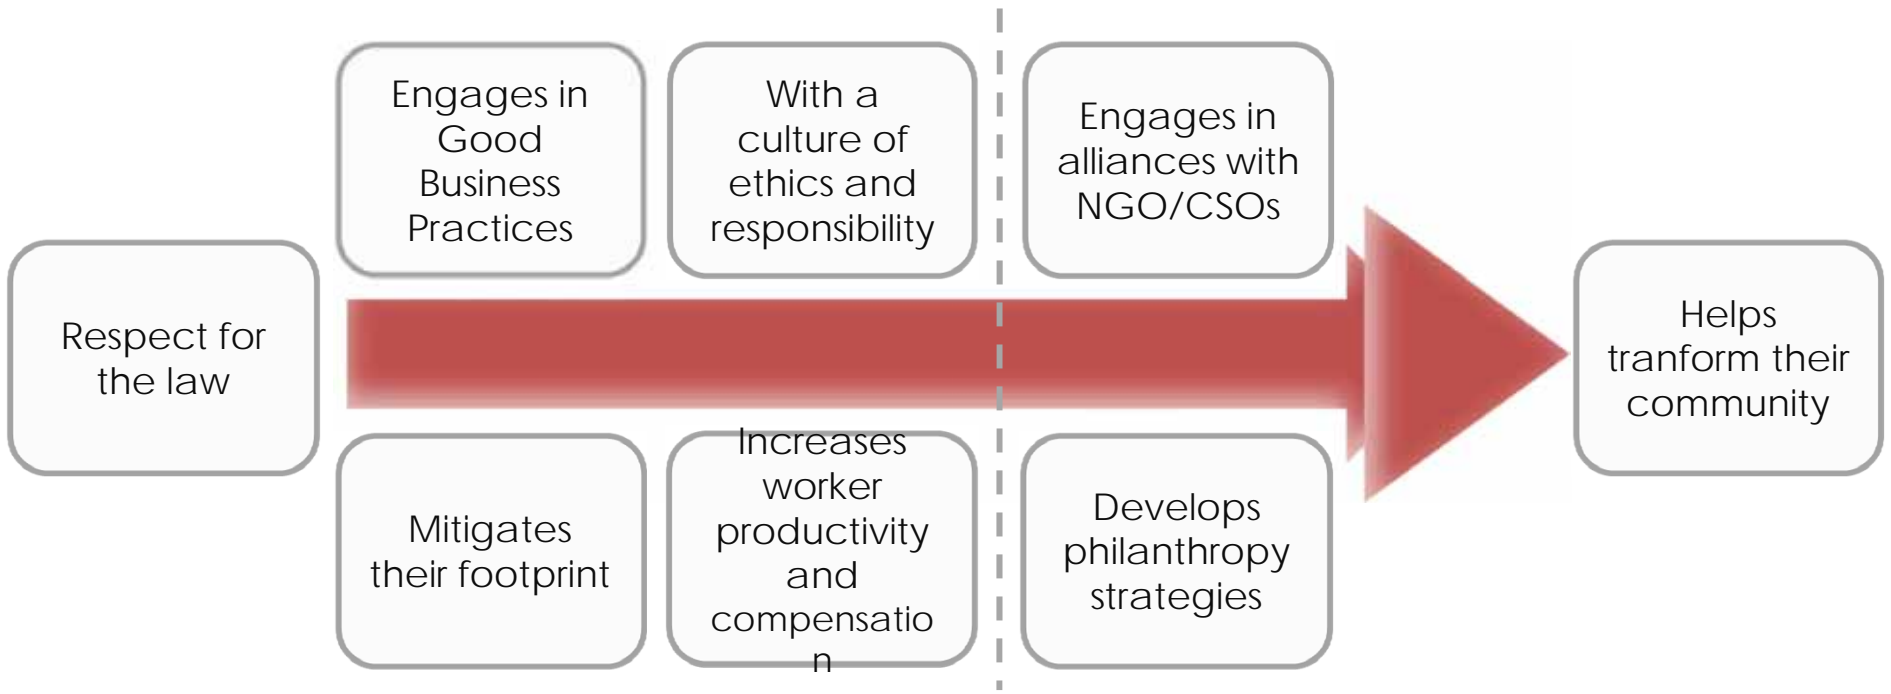 Respect for
the law
Engages in
Good
Business
Practices
With a
culture of
ethics and
responsibility
Engages in
alliances with
NGO/CSOs
Mitigates
their footprint
Increases
worker
productivity
and
compensatio
n
Develops
philanthropy
strategies
Helps
tranform their
community